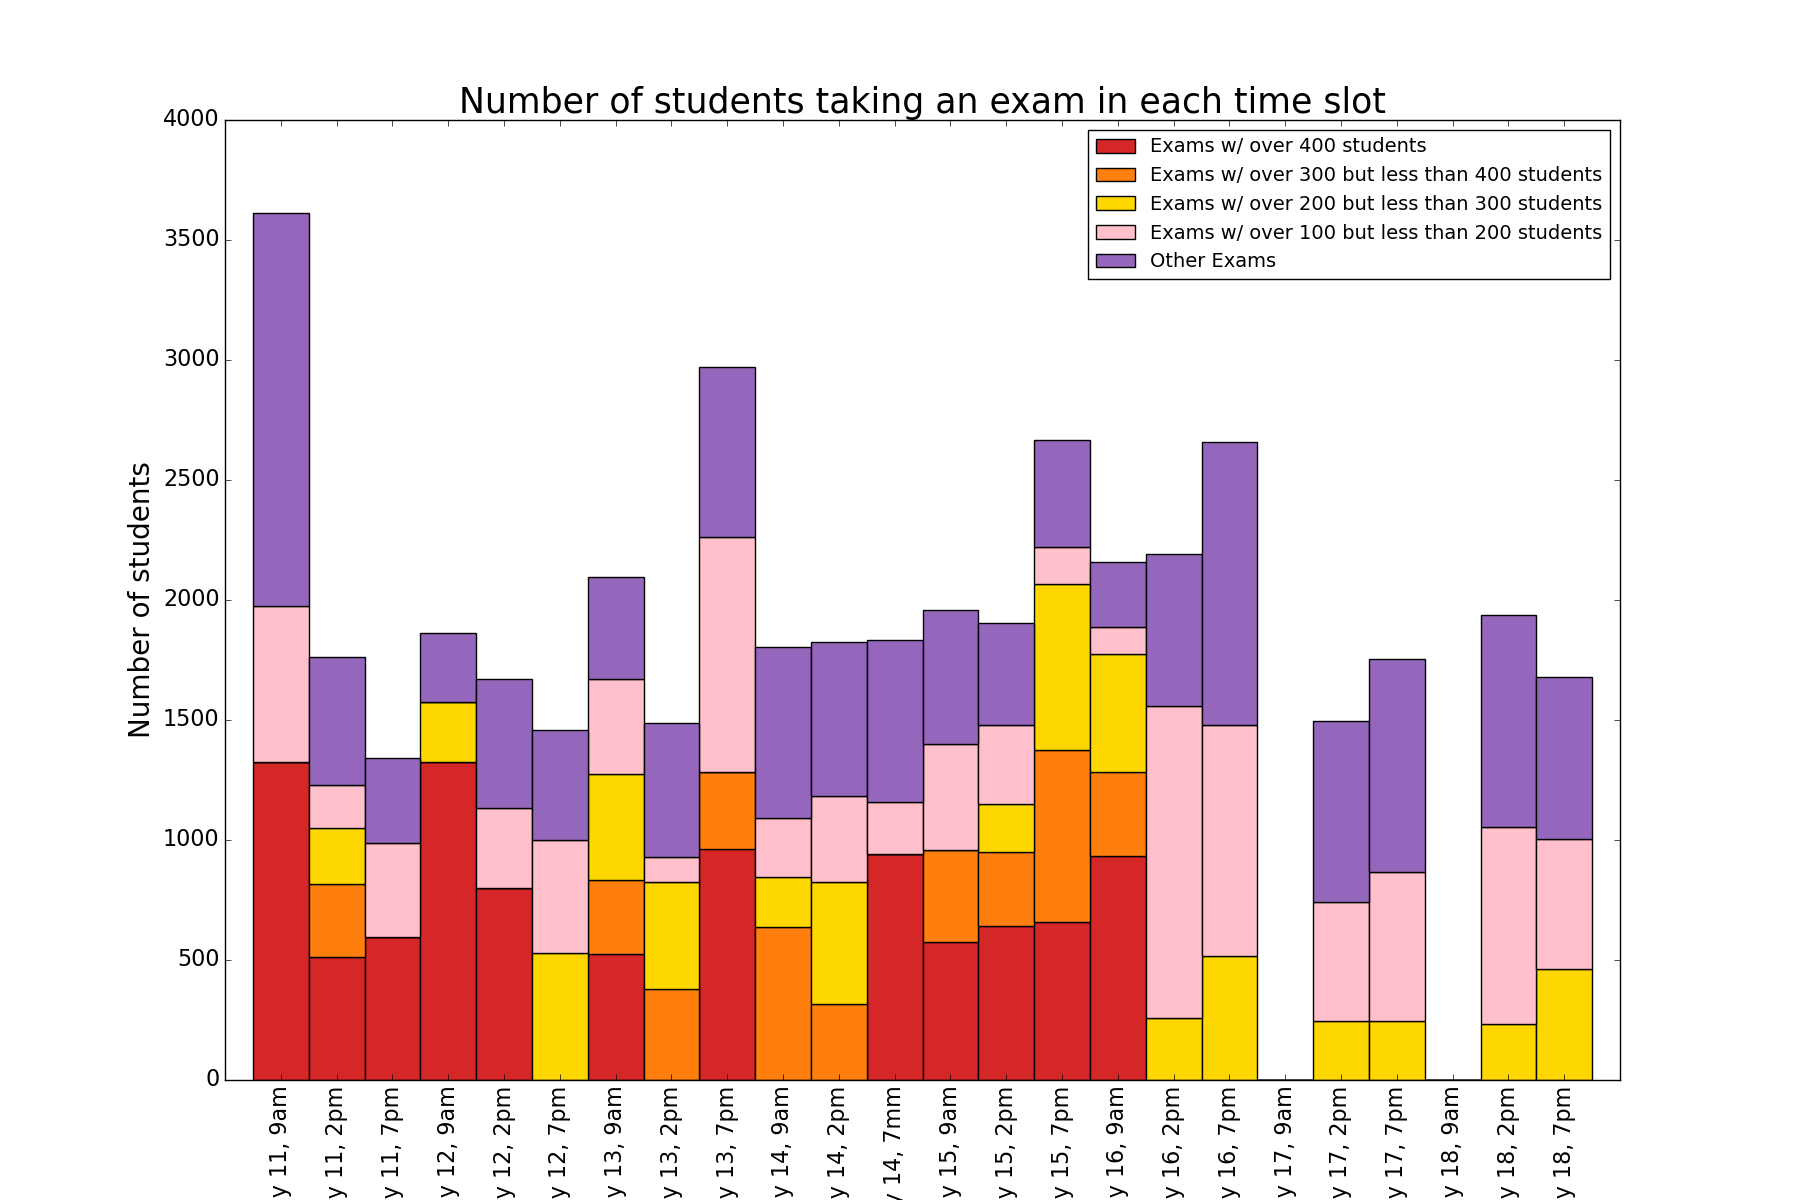 Number of students taking an exam in each time slot
Number of students
4000
3500
3000
2500
2000
1500
1000
500
0
Exams w/ over 400 students
Exams w/ over 300 but less than 400 students
Exams w/ over 200 but less than 300 students
Exams w/ over 100 but less than 200 students
Other Exams
y 11, 9am
y 11, 2pm
y 11, 7pm
y 12, 9am
y 12, 2pm
y 12, 7pm
y 13, 9am
y 13, 2pm
y 13, 7pm
y 14, 9am
y 14, 2pm
y 14, 7mm
y 15, 9am
y 15, 2pm
y 15, 7pm
y 16, 9am
y 16, 2pm
y 16, 7pm
y 17, 9am
y 17, 2pm
y 17, 7pm
y 18, 9am
y 18, 2pm
y 18, 7pm